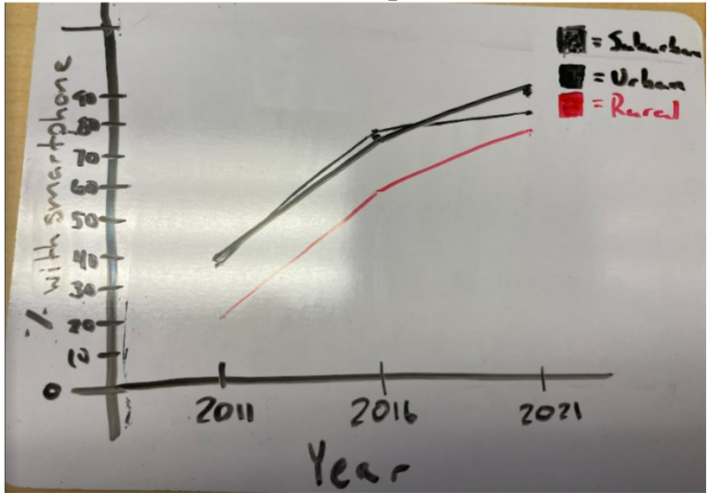 = Suburban
= Urban
= Rural
% with smartphone
90
80
70
60
50
40
30
20
10
0
2011
2016
2021
Year